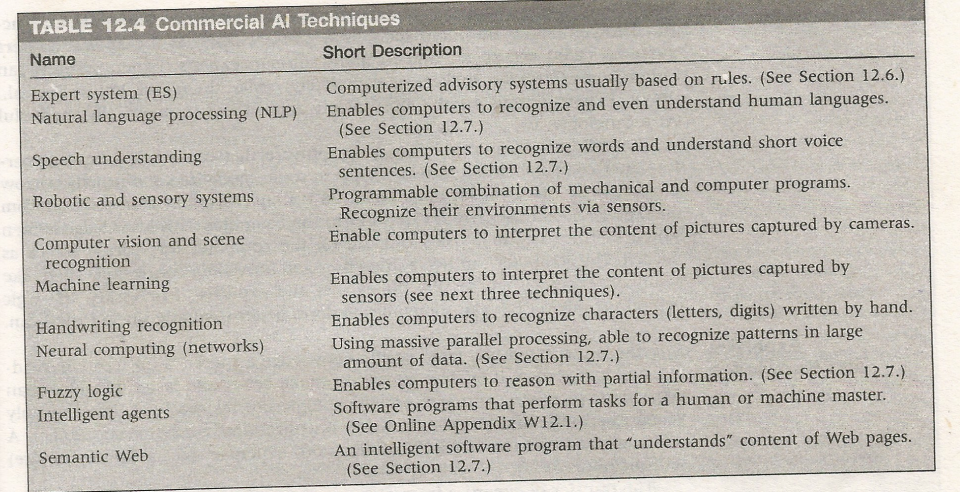 TABLE 12.4 Commercial AI Techniques
Name Short Description
Expert system (ES) Computerized advisory systems usually based on rules. (See Section 12.6.)
Natural language processing (NLP) Enables computers to recognize and even understand human languages.
(See Section 12.7.)
Speech understanding Enables computers to recognize words and understand short voice
sentences. (See Section 12.7.)
Robotic and sensory systems Programmable combination of mechanical and computer programs.
Recognize their environments via sensors.
Computer vision and scene Enable computers to interpret the content of pictures captured by cameras.
recognition
Machine learning Enables computers to interpret the content of pictures captured by
sensors (see next three techniques).
Handwriting recognition Enables computers to recognize characters (letters, digits) written by hand.
Neural computing (networks) Using massive parallel processing, able to recognize patterns in large
amount of data. (See Section 12.7.)
Fuzzy logic Enables computers to reason with partial information. (See Section 12.7.)
Intelligent agents Software programs that perform tasks for a human or machine master.
(See Online Appendix W12.1.)
Semantic Web An intelligent software program that "understands" content of Web pages.
(See Section 12.7.)